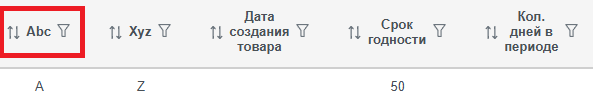 Abc Xyz Дата создания товара Срок годности Кол. дней в периоде
A Z 50